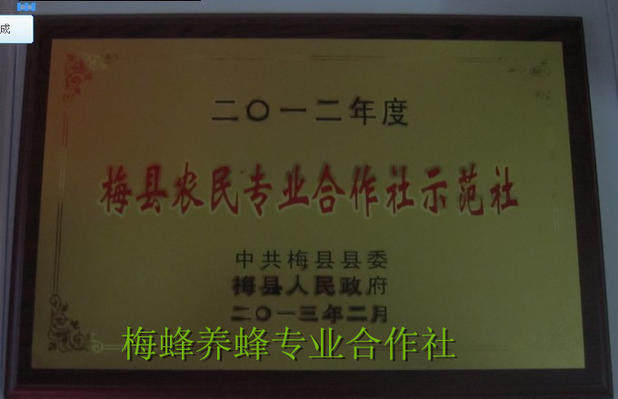 成
二〇一二年度
梅县农民专业合作社示范社
中共梅县县委
梅县人民政府
二〇一三年二月
梅蜂养蜂专业合作社